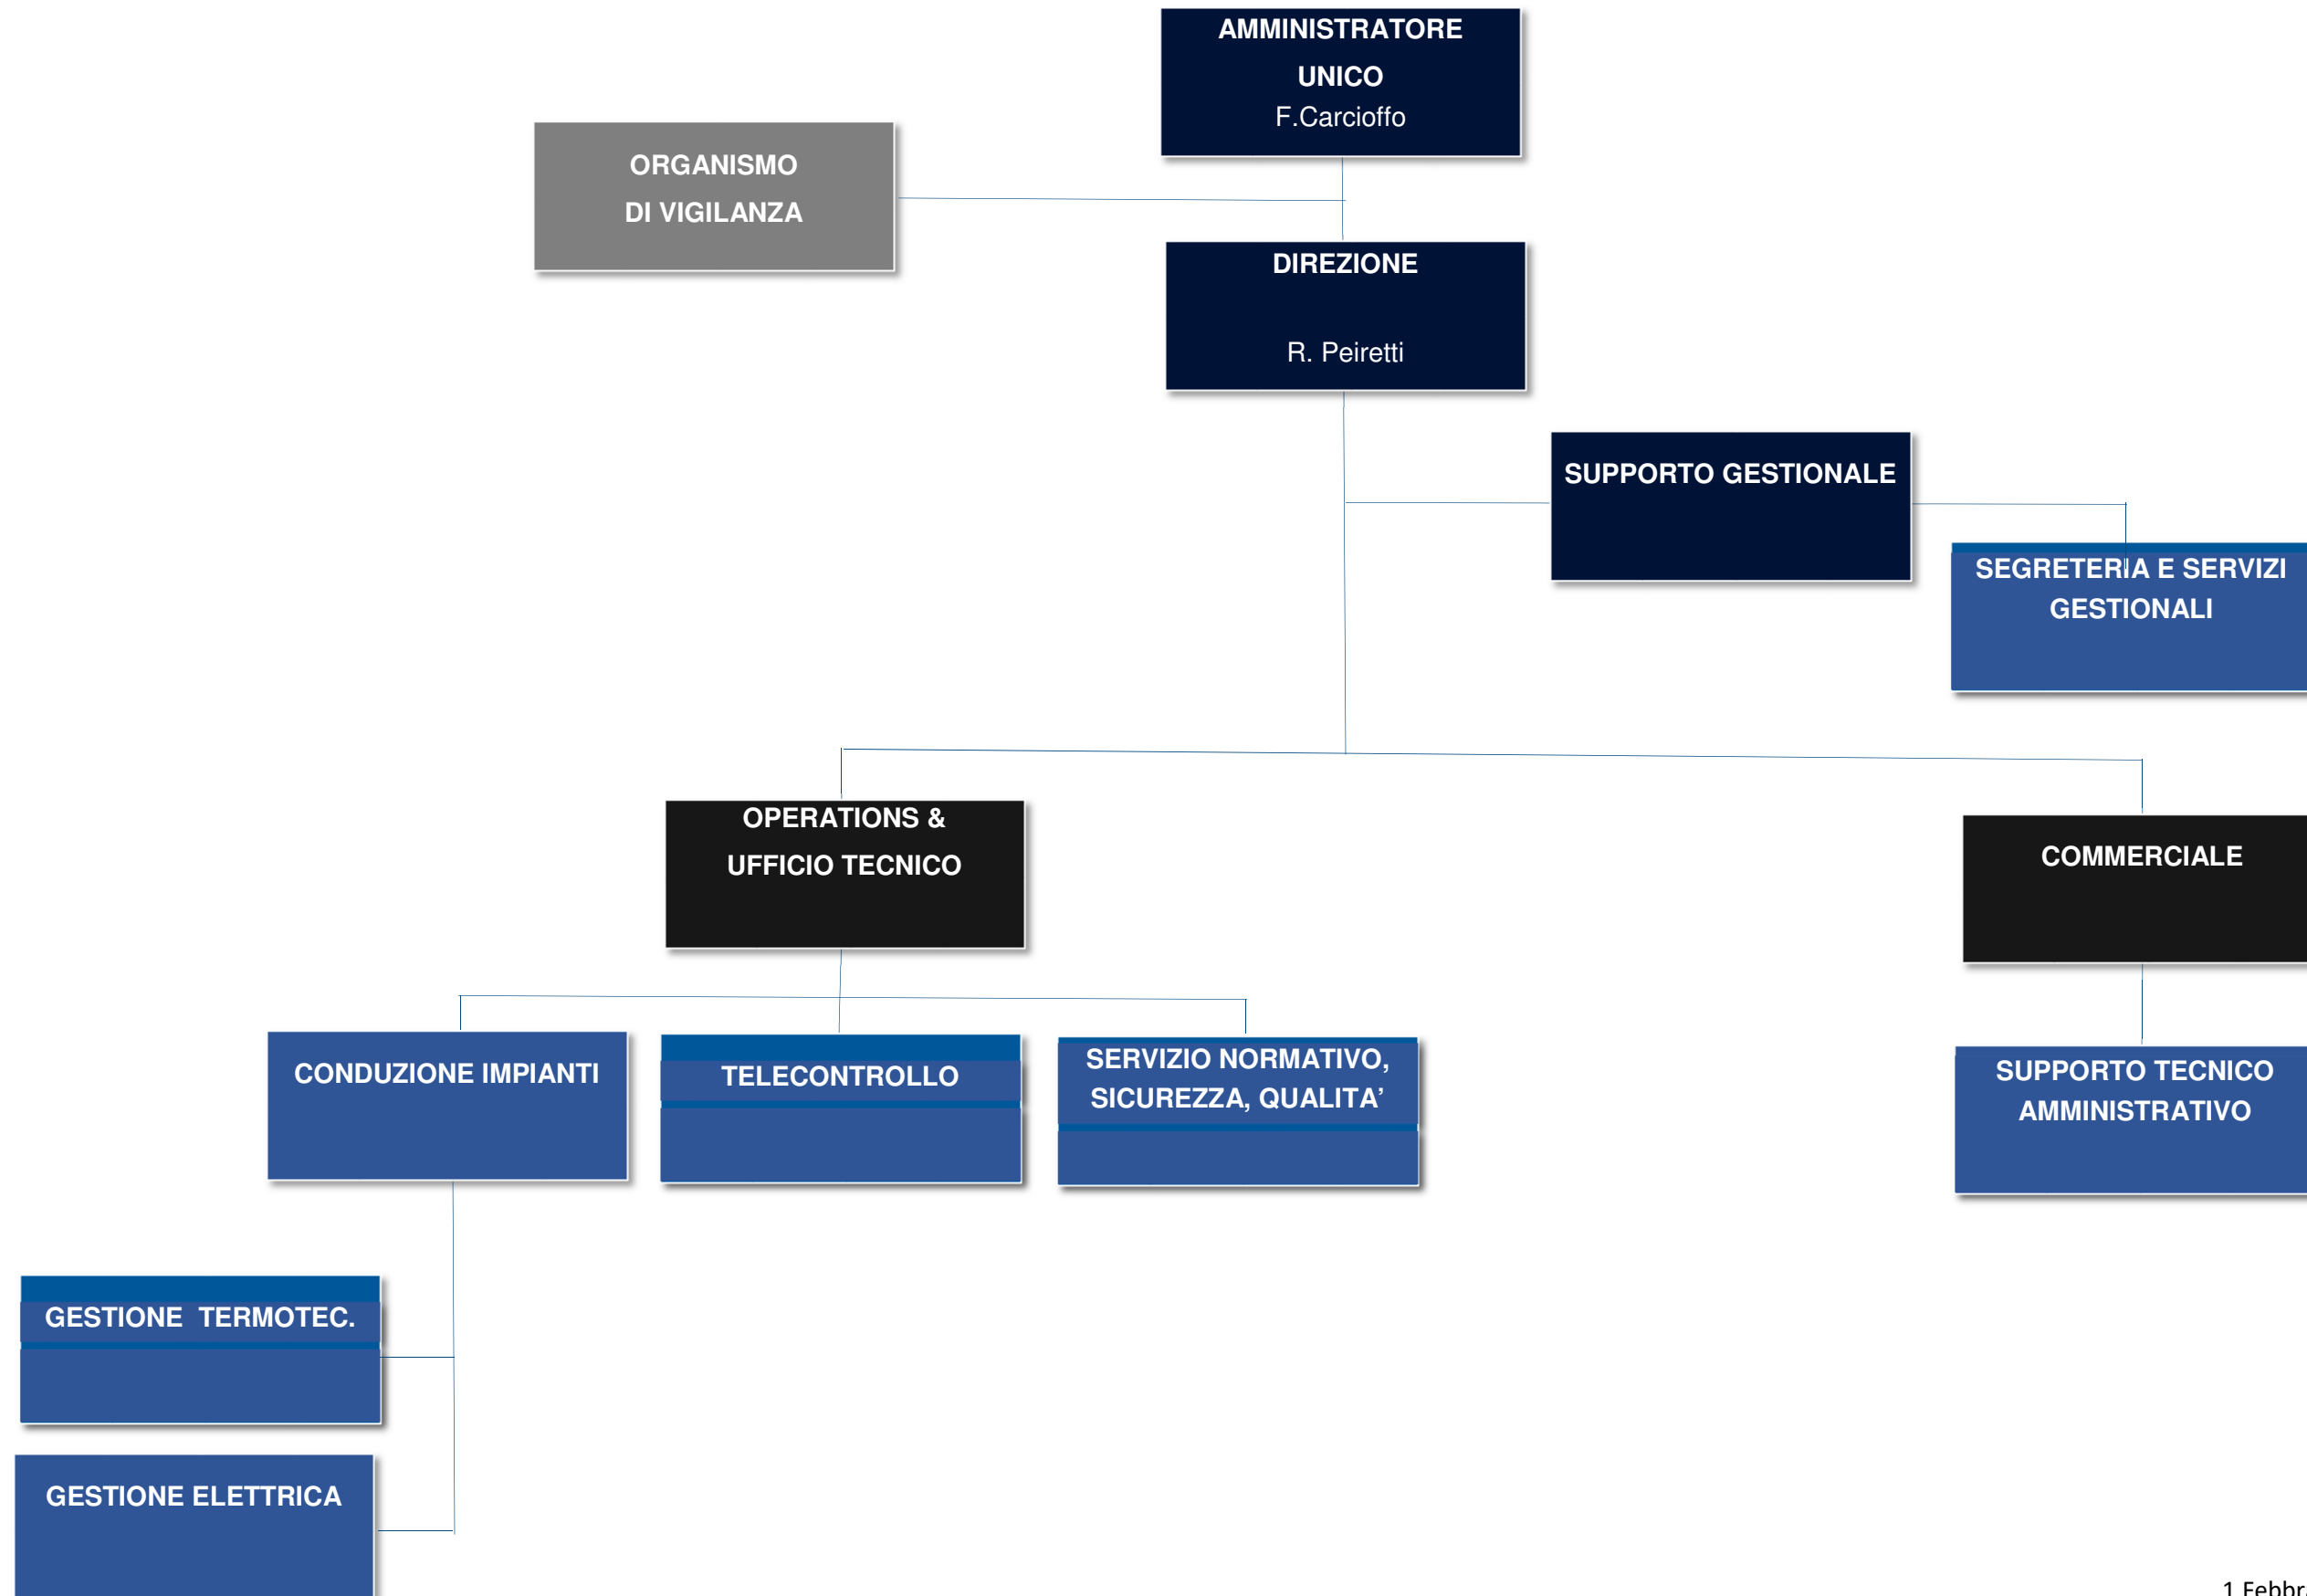 AMMINISTRATORE
UNICO
F.Carcioffo
ORGANISMO
DI VIGILANZA
DIREZIONE
R. Peiretti
SUPPORTO GESTIONALE
SEGRETERIA E SERVIZI
GESTIONALI
OPERATIONS &
UFFICIO TECNICO
COMMERCIALE
CONDUZIONE IMPIANTI
TELECONTROLLO
SERVIZIO NORMATIVO,
SICUREZZA, QUALITA’
SUPPORTO TECNICO
AMMINISTRATIVO
GESTIONE TERMOTEC.
GESTIONE ELETTRICA
1